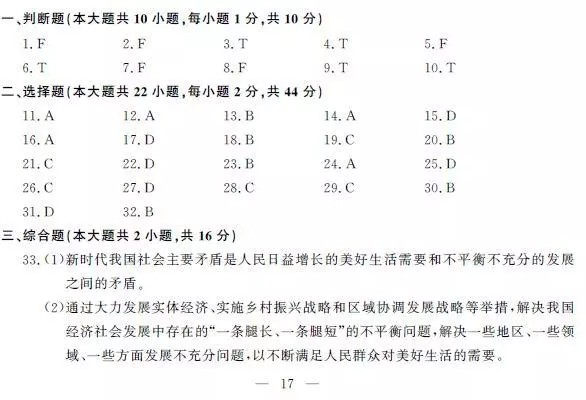 一、判断题(本大题共 10 小题,每小题 1 分,共 10 分)
1. F 2. F 3. T 4. T 5. F
6. T 7. F 8. F 9. T 10. T
二、选择题(本大题共 22 小题,每小题 2 分,共 44 分)
11. A 12. A 13. B 14. A 15. D
16. A 17. D 18. B 19. C 20. B
21. C 22. D 23. B 24. A 25. D
26. C 27. D 28. C 29. C 30. B
31. D 32. B
三、综合题(本大题共 2 小题,共 16 分)
33. (1)新时代我国社会主要矛盾是人民日益增长的美好生活需要和不平衡不充分的发展
之间的矛盾。
(2)通过大力发展实体经济、实施乡村振兴战略和区域协调发展战略等举措,解决我国
经济社会发展中存在的“一条腿长、一条腿短”的不平衡问题,解决一些地区、一些领
域、一些方面发展不充分问题,以不断满足人民群众对美好生活的需要。
— 17 —